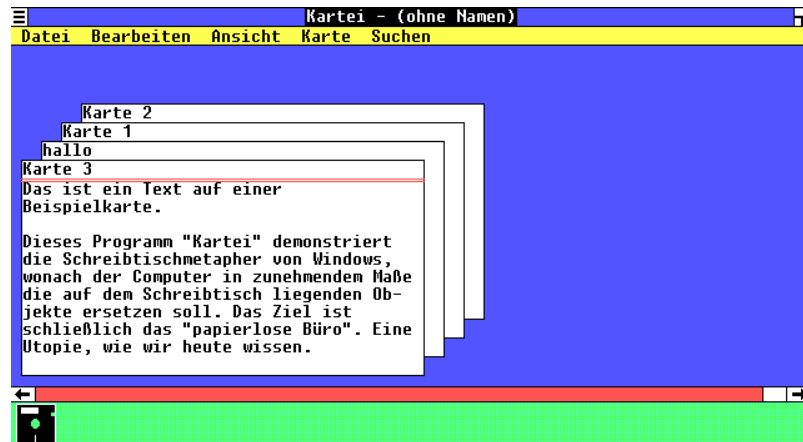 Kartei - (ohne Namen)
Datei Bearbeiten Ansicht Karte Suchen
Karte 2
Karte 1
hallo
Karte 3
Das ist ein Text auf einer
Beispielkarte.
Dieses Programm "Kartei" demonstriert
die Schreibtischmetapher von Windows,
wonach der Computer in zunehmendem Maße
die auf dem Schreibtisch liegenden Ob-
jekte ersetzen soll. Das Ziel ist
schließlich das "papierlose Büro". Eine
Utopie, wie wir heute wissen.